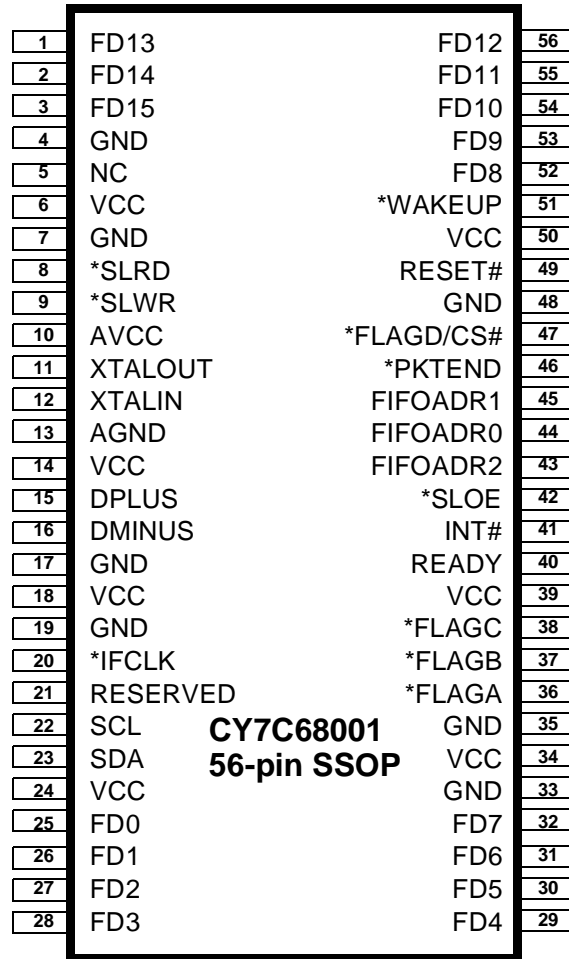 1 FD13 FD12 56
2 FD14 FD11 55
3 FD15 FD10 54
4 GND FD9 53
5 NC FD8 52
6 VCC *WAKEUP 51
7 GND VCC 50
8 *SLRD RESET# 49
9 *SLWR GND 48
10 AVCC *FLAGD/CS# 47
11 XTALOUT *PKTEND 46
12 XTALIN FIFOADR1 45
13 AGND FIFOADR0 44
14 VCC FIFOADR2 43
15 DPLUS *SLOE 42
16 DMINUS INT# 41
17 GND READY 40
18 VCC VCC 39
19 GND *FLAGC 38
20 *IFCLK *FLAGB 37
21 RESERVED *FLAGA 36
22 SCL CY7C68001 GND 35
23 SDA 56-pin SSOP VCC 34
24 VCC GND 33
25 FD0 FD7 32
26 FD1 FD6 31
27 FD2 FD5 30
28 FD3 FD4 29